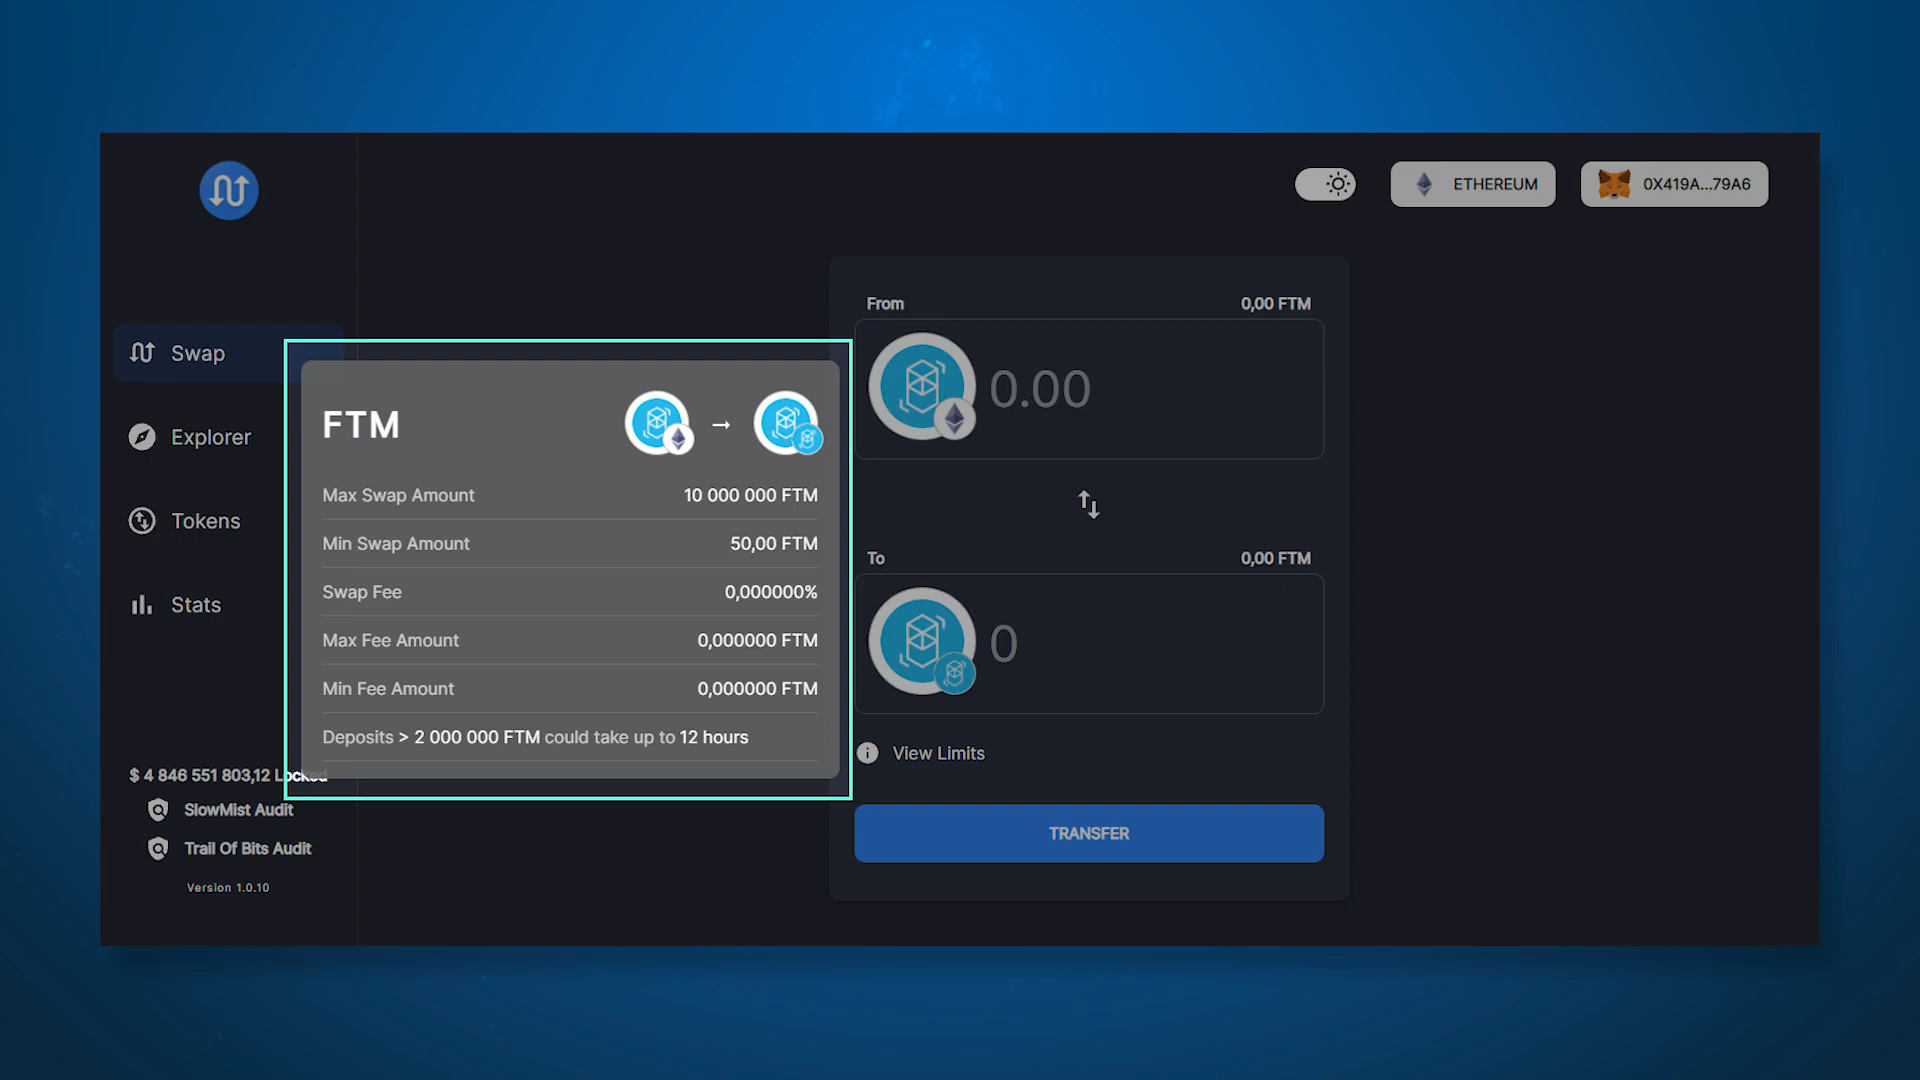 ETHEREUM
0X419A...79A6
Swap
Explorer
Tokens
Stats
$ 4 846 551 803,12 Locked
SlowMist Audit
Trail Of Bits Audit
Version 1.0.10
FTM
Max Swap Amount 10 000 000 FTM
Min Swap Amount 50,00 FTM
Swap Fee 0,000000%
Max Fee Amount 0,000000 FTM
Min Fee Amount 0,000000 FTM
Deposits > 2 000 000 FTM could take up to 12 hours
From 0,00 FTM
0.00
To 0,00 FTM
0
View Limits
TRANSFER